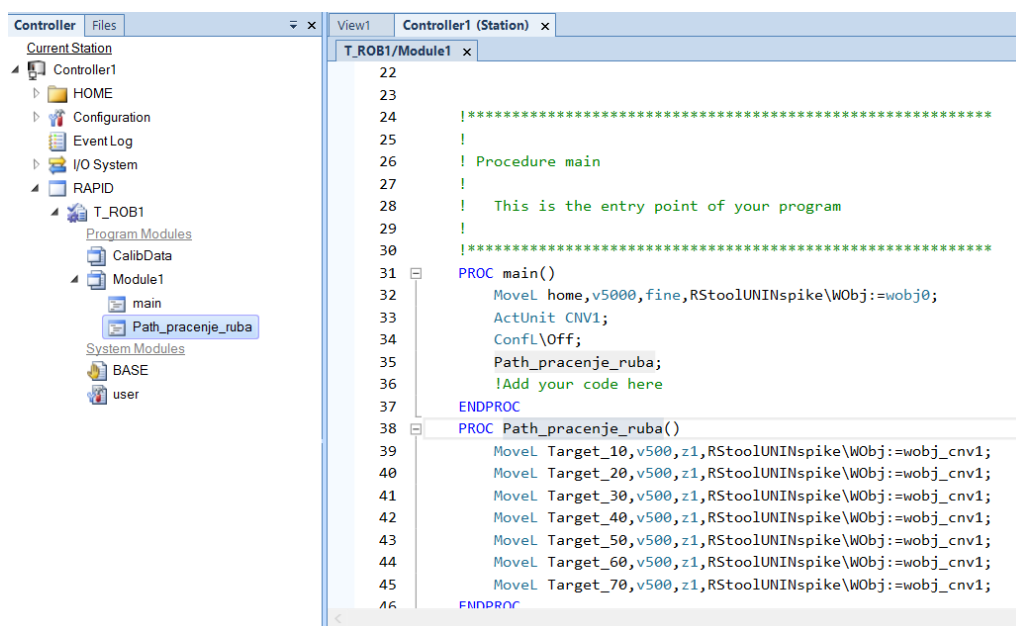 Controller Files
Current Station
Controller1
HOME
Configuration
Event Log
I/O System
RAPID
T_ROB1
Program Modules
CalibData
Module1
main
Path_pracenje_ruba
System Modules
BASE
user
View1 Controller1 (Station)
T_ROB1/Module1
22
23
24 !************************************************************
25 !
26 ! Procedure main
27 !
28 ! This is the entry point of your program
29 !
30 !************************************************************
31 PROC main()
32 MoveL home,v5000,fine,RStoolUNINspike\WObj:=wobj0;
33 ActUnit CNV1;
34 ConfL\Off;
35 Path_pracenje_ruba;
36 !Add your code here
37 ENDPROC
38 PROC Path_pracenje_ruba()
39 MoveL Target_10,v500,z1,RStoolUNINspike\WObj:=wobj_cnv1;
40 MoveL Target_20,v500,z1,RStoolUNINspike\WObj:=wobj_cnv1;
41 MoveL Target_30,v500,z1,RStoolUNINspike\WObj:=wobj_cnv1;
42 MoveL Target_40,v500,z1,RStoolUNINspike\WObj:=wobj_cnv1;
43 MoveL Target_50,v500,z1,RStoolUNINspike\WObj:=wobj_cnv1;
44 MoveL Target_60,v500,z1,RStoolUNINspike\WObj:=wobj_cnv1;
45 MoveL Target_70,v500,z1,RStoolUNINspike\WObj:=wobj_cnv1;
46 ENDPROC